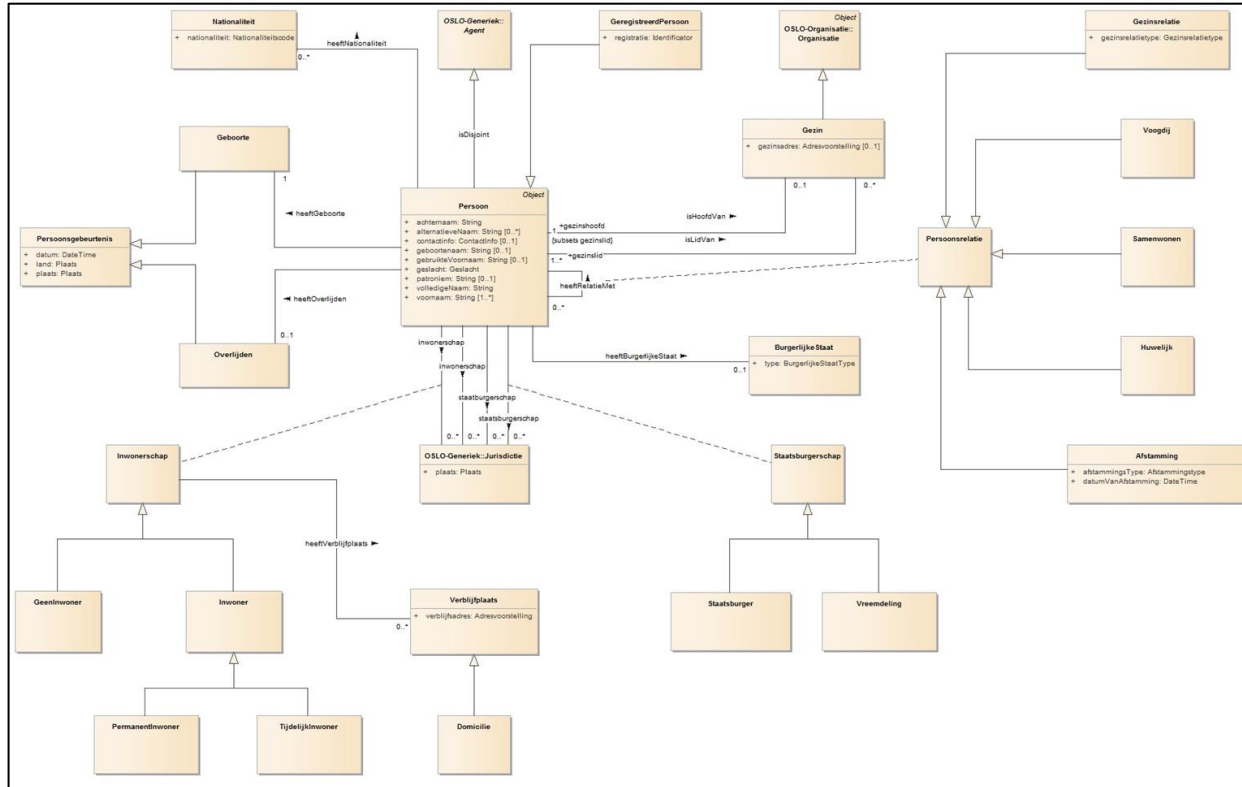 Nationaliteit
+ nationaliteit: Nationaliteitscode
heeftNationaliteit
0..*
OSLO-Generiek::
Agent
GeregistreerdPersoon
+ registratie: Identificator
Object
OSLO-Organisatie::
Organisatie
Gezinsrelatie
+ gezinsrelatietype: Gezinsrelatietype
Geboorte
1
isDisjoint
Gezin
+ gezinsadres: Adresvoorstelling [0..1]
0..1
0..*
Voogdij
heeftGeboorte
Object
Persoon
+ achternaam: String
+ alternatieveNaam: String [0..*]
+ contactinfo: ContactInfo [0..1]
+ geboortenaam: String [0..1]
+ gebruikteVoornaam: String [0..1]
+ geslacht: Geslacht
+ patroniem: String [0..1]
+ volledigeNaam: String
+ voornaam: String [1..*]
+gezinshoofd
isHoofdVan
1
{subsets gezinslid}
isLidVan
1..*
+gezinslid
heeftRelatieMet
0..*
Persoonsgebeurtenis
+ datum: DateTime
+ land: Plaats
+ plaats: Plaats
Persoonsrelatie
Samenwonen
heeftOverlijden
0..1
Overlijden
inwonerschap
inwonerschap
staatburgerschap
staatsburgerschap
heeftBurgerlijkeStaat
0..1
BurgerlijkeStaat
+ type: BurgerlijkeStaatType
Huwelijk
0..*
0..*
0..*
0..*
Inwonerschap
OSLO-Generiek::Jurisdictie
+ plaats: Plaats
Staatsburgerschap
Afstamming
+ afstammingsType: Afstammingstype
+ datumVanAfstamming: DateTime
heeftVerblijfplaats
GeenInwoner
Inwoner
0..*
Verblijfplaats
+ verblijfsadres: Adresvoorstelling
Staatsburger
Vreemdeling
PermanentInwoner
TijdelijkInwoner
Domicilie